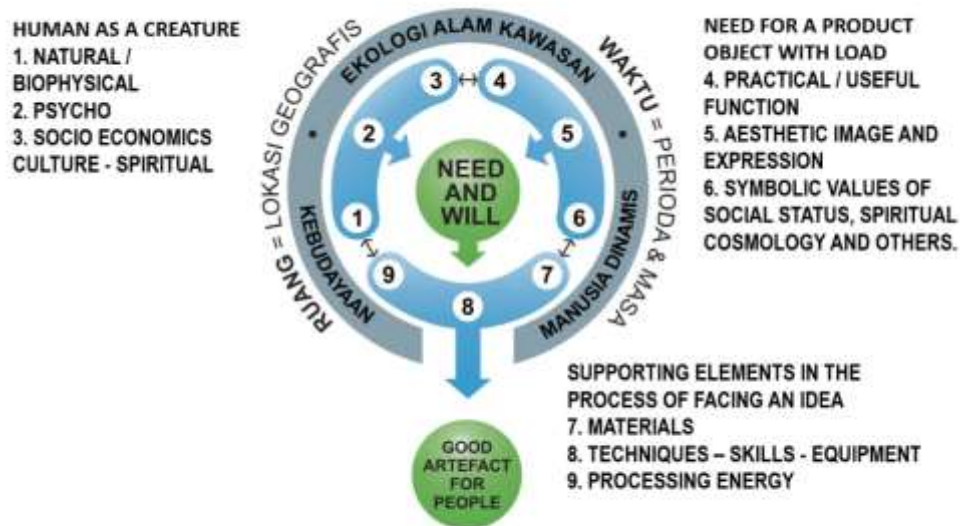 HUMAN AS A CREATURE
1. NATURAL /
BIOPHYSICAL
2. PSYCHO
3. SOCIO ECONOMICS
CULTURE - SPIRITUAL
RUANG = LOKASI GEOGRAFIS
EKOLOGI ALAM KAWASAN
WAKTU = PERIODA & MASA
KEBUDAYAAN
MANUSIA DINAMIS
1
2
3
4
5
6
7
8
9
NEED
AND
WILL
GOOD
ARTEFACT
FOR
PEOPLE
NEED FOR A PRODUCT
OBJECT WITH LOAD
4. PRACTICAL / USEFUL
FUNCTION
5. AESTHETIC IMAGE AND
EXPRESSION
6. SYMBOLIC VALUES OF
SOCIAL STATUS, SPIRITUAL
COSMOLOGY AND OTHERS.
SUPPORTING ELEMENTS IN THE
PROCESS OF FACING AN IDEA
7. MATERIALS
8. TECHNIQUES – SKILLS - EQUIPMENT
9. PROCESSING ENERGY